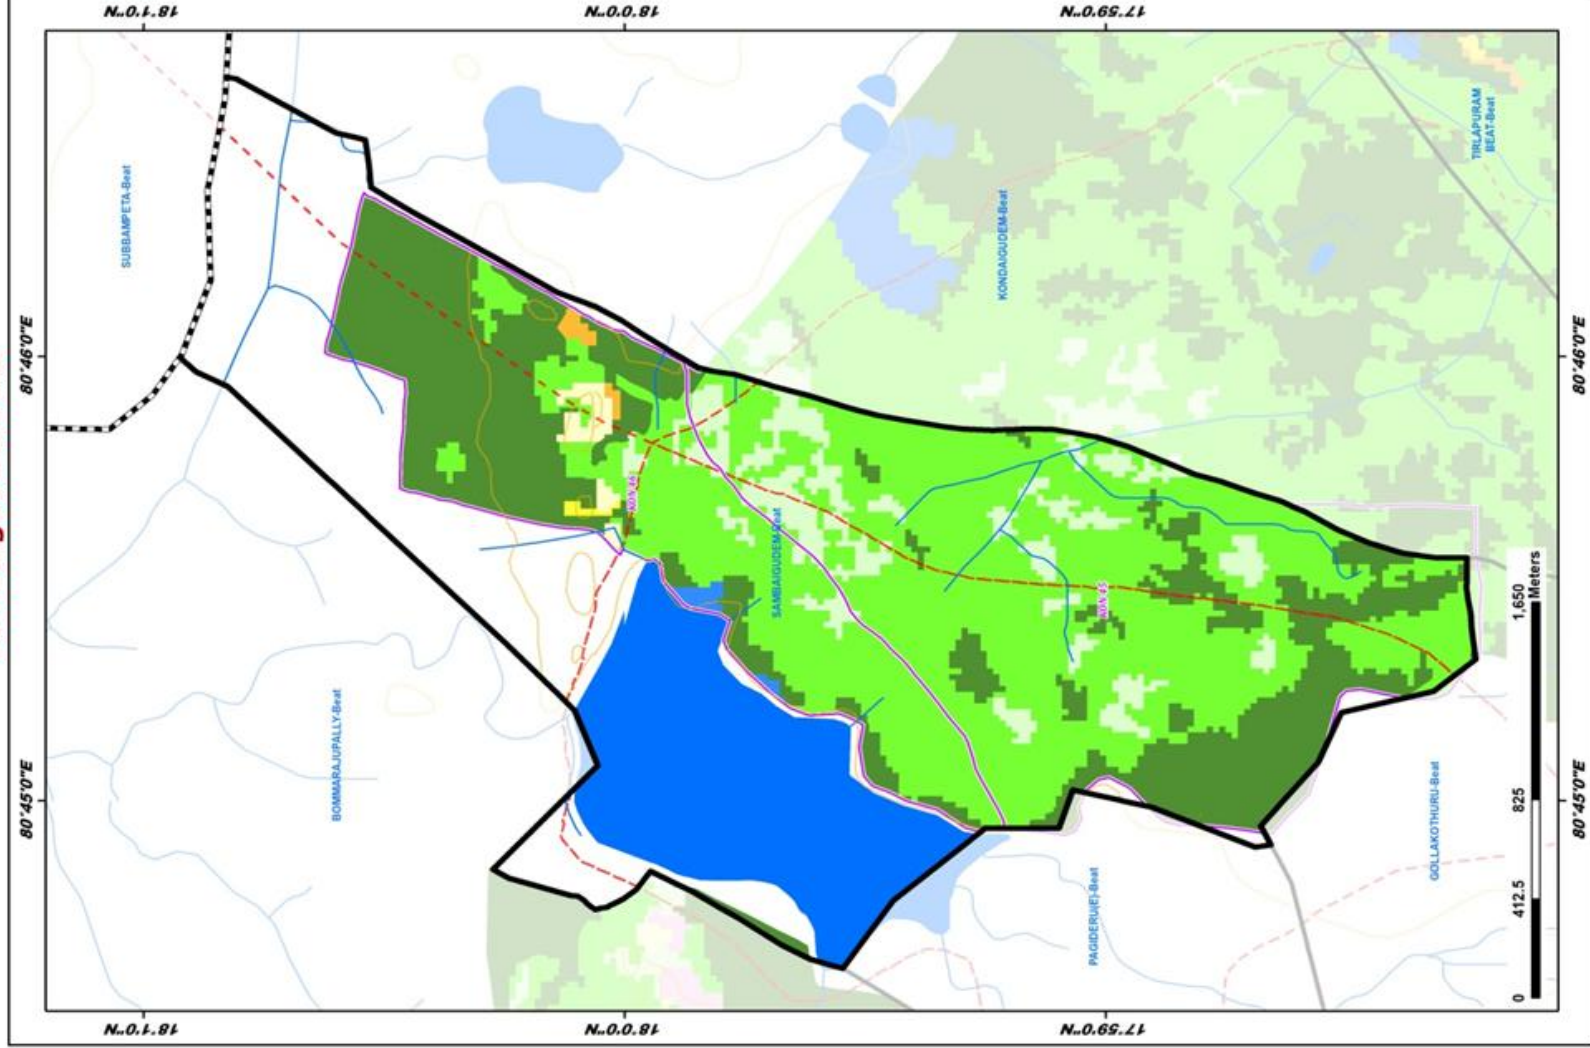 18°1'0"N
18°0'0"N
17°59'0"N
80°46'0"E
80°46'0"E
80°45'0"E
80°45'0"E
SUBBAMPETA-Beat
TIRLAPURAM
BEAT-Beat
KONDAIGUDEM-Beat
SAMBAIGUDEM-Beat
BOMMARAJUPALLY-Beat
PAGIDERU(E)-Beat
GOLLAKOTHURU-Beat
0
412.5
825
1,650
Meters
18°1'0"N
18°0'0"N
17°59'0"N